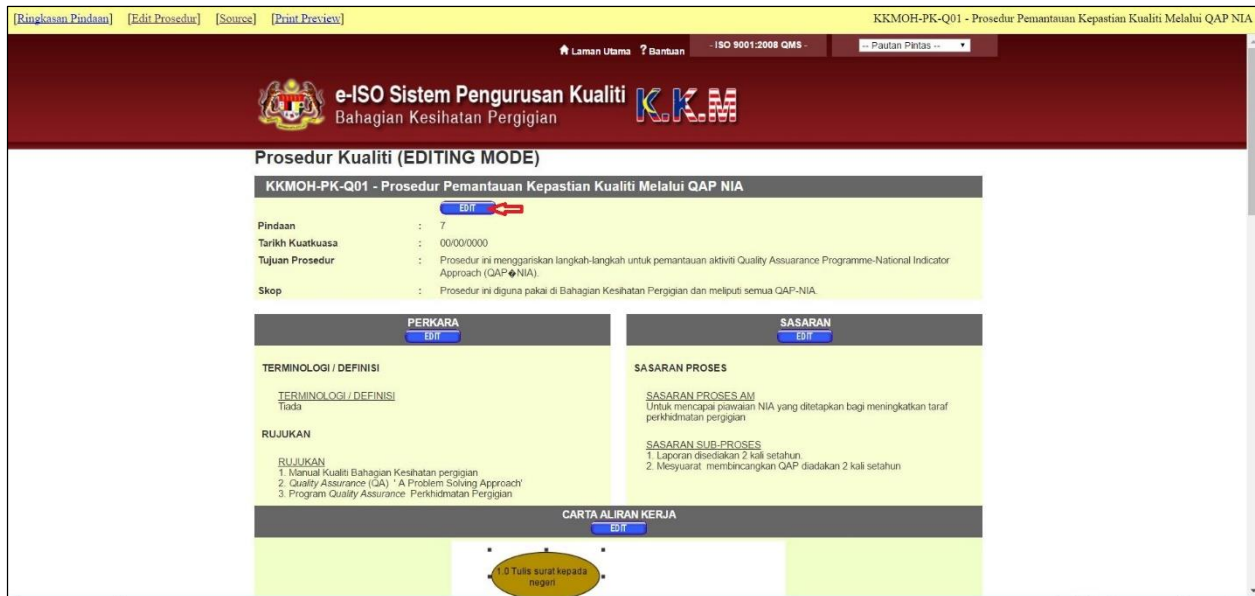 [Ringkasan Pindaan] [Edit Prosedur] [Source] [Print Preview] KKMOH-PK-Q01 - Prosedur Pemantauan Kepastian Kualiti Melalui QAP NIA
Laman Utama ? Bantuan - ISO 9001:2008 QMS - -- Pautan Pintas --
e-ISO Sistem Pengurusan Kualiti K.K.M
Bahagian Kesihatan Pergigian
Prosedur Kualiti (EDITING MODE)
KKMOH-PK-Q01 - Prosedur Pemantauan Kepastian Kualiti Melalui QAP NIA
EDIT
Pindaan : 7
Tarikh Kuatkuasa : 00/00/0000
Tujuan Prosedur : Prosedur ini menggariskan langkah-langkah untuk pemantauan aktiviti Quality Assuarance Programme-National Indicator
Approach (QAP�NIA).
Skop : Prosedur ini diguna pakai di Bahagian Kesihatan Pergigian dan meliputi semua QAP-NIA.
PERKARA
EDIT
TERMINOLOGI / DEFINISI
TERMINOLOGI / DEFINISI
Tiada
RUJUKAN
RUJUKAN
1. Manual Kualiti Bahagian Kesihatan pergigian
2. Quality Assurance (QA) ' A Problem Solving Approach'
3. Program Quality Assurance Perkhidmatan Pergigian
SASARAN
EDIT
SASARAN PROSES
SASARAN PROSES AM
Untuk mencapai piawaian NIA yang ditetapkan bagi meningkatkan taraf
perkhidmatan pergigian
SASARAN SUB-PROSES
1. Laporan disediakan 2 kali setahun.
2. Mesyuarat membincangkan QAP diadakan 2 kali setahun
CARTA ALIRAN KERJA
EDIT
1.0 Tulis surat kepada
negeri